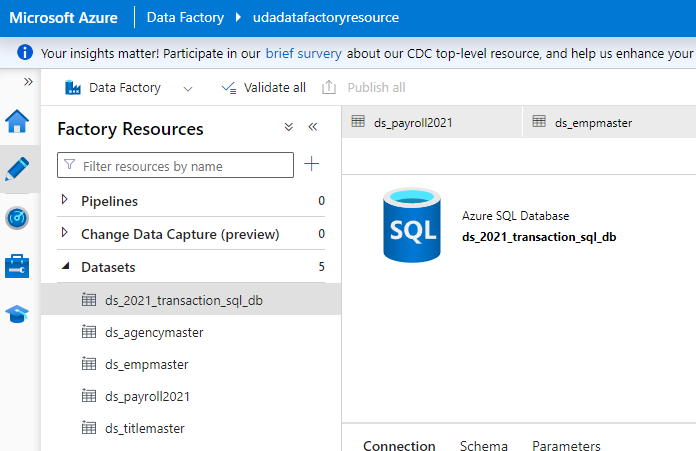 Microsoft Azure Data Factory udadatafactoryresource
Your insights matter! Participate in our brief survery about our CDC top-level resource, and help us enhance your
Data Factory Validate all Publish all
Factory Resources
Filter resources by name
Pipelines 0
Change Data Capture (preview) 0
Datasets 5
ds_2021_transaction_sql_db
ds_agencymaster
ds_empmaster
ds_payroll2021
ds_titlemaster
ds_payroll2021 ds_empmaster
SQL
Azure SQL Database
ds_2021_transaction_sql_db
Connection Schema Parameters